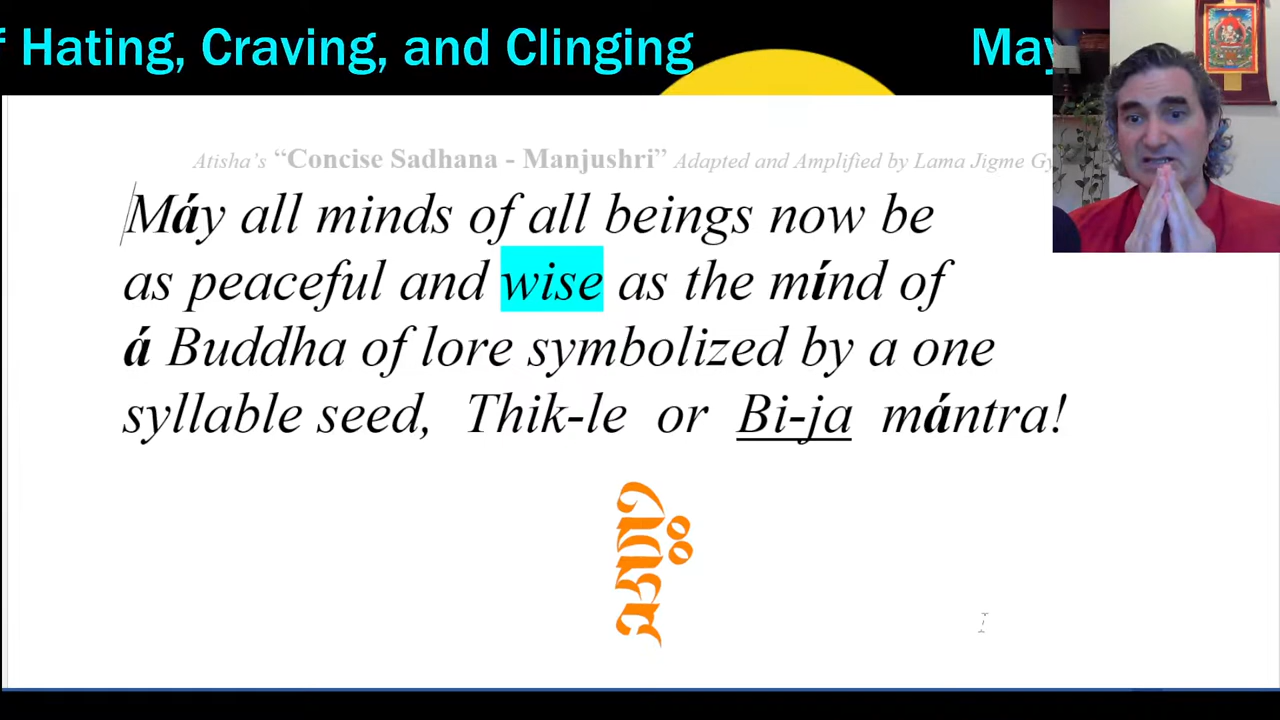 f Hating, Craving, and Clinging May
Atisha’s “Concise Sadhana - Manjushri” Adapted and Amplified by Lama Jigme Gy
Máy all minds of all beings now be
as peaceful and wise as the mínd of
á Buddha of lore symbolized by a one
syllable seed, Thik-le or Bi-ja mántra!